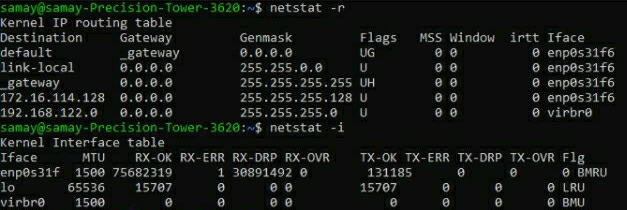 samay@samay-Precision-Tower-3620:~$ netstat -r
Kernel IP routing table
Destination Gateway Genmask Flags MSS Window irtt Iface
default _gateway 0.0.0.0 UG 0 0 0 enp0s31f6
link-local 0.0.0.0 255.255.0.0 U 0 0 0 enp0s31f6
_gateway 0.0.0.0 255.255.255.255 UH 0 0 0 enp0s31f6
172.16.114.128 0.0.0.0 255.255.255.128 U 0 0 0 enp0s31f6
192.168.122.0 0.0.0.0 255.255.255.0 U 0 0 0 virbr0
samay@samay-Precision-Tower-3620:~$ netstat -i
Kernel Interface table
Iface MTU RX-OK RX-ERR RX-DRP RX-OVR TX-OK TX-ERR TX-DRP TX-OVR Flg
enp0s31f 1500 75682319 1 30891492 0 131185 0 0 0 BMRU
lo 65536 15707 0 0 0 15707 0 0 0 LRU
virbr0 1500 0 0 0 0 0 0 0 0 BMU